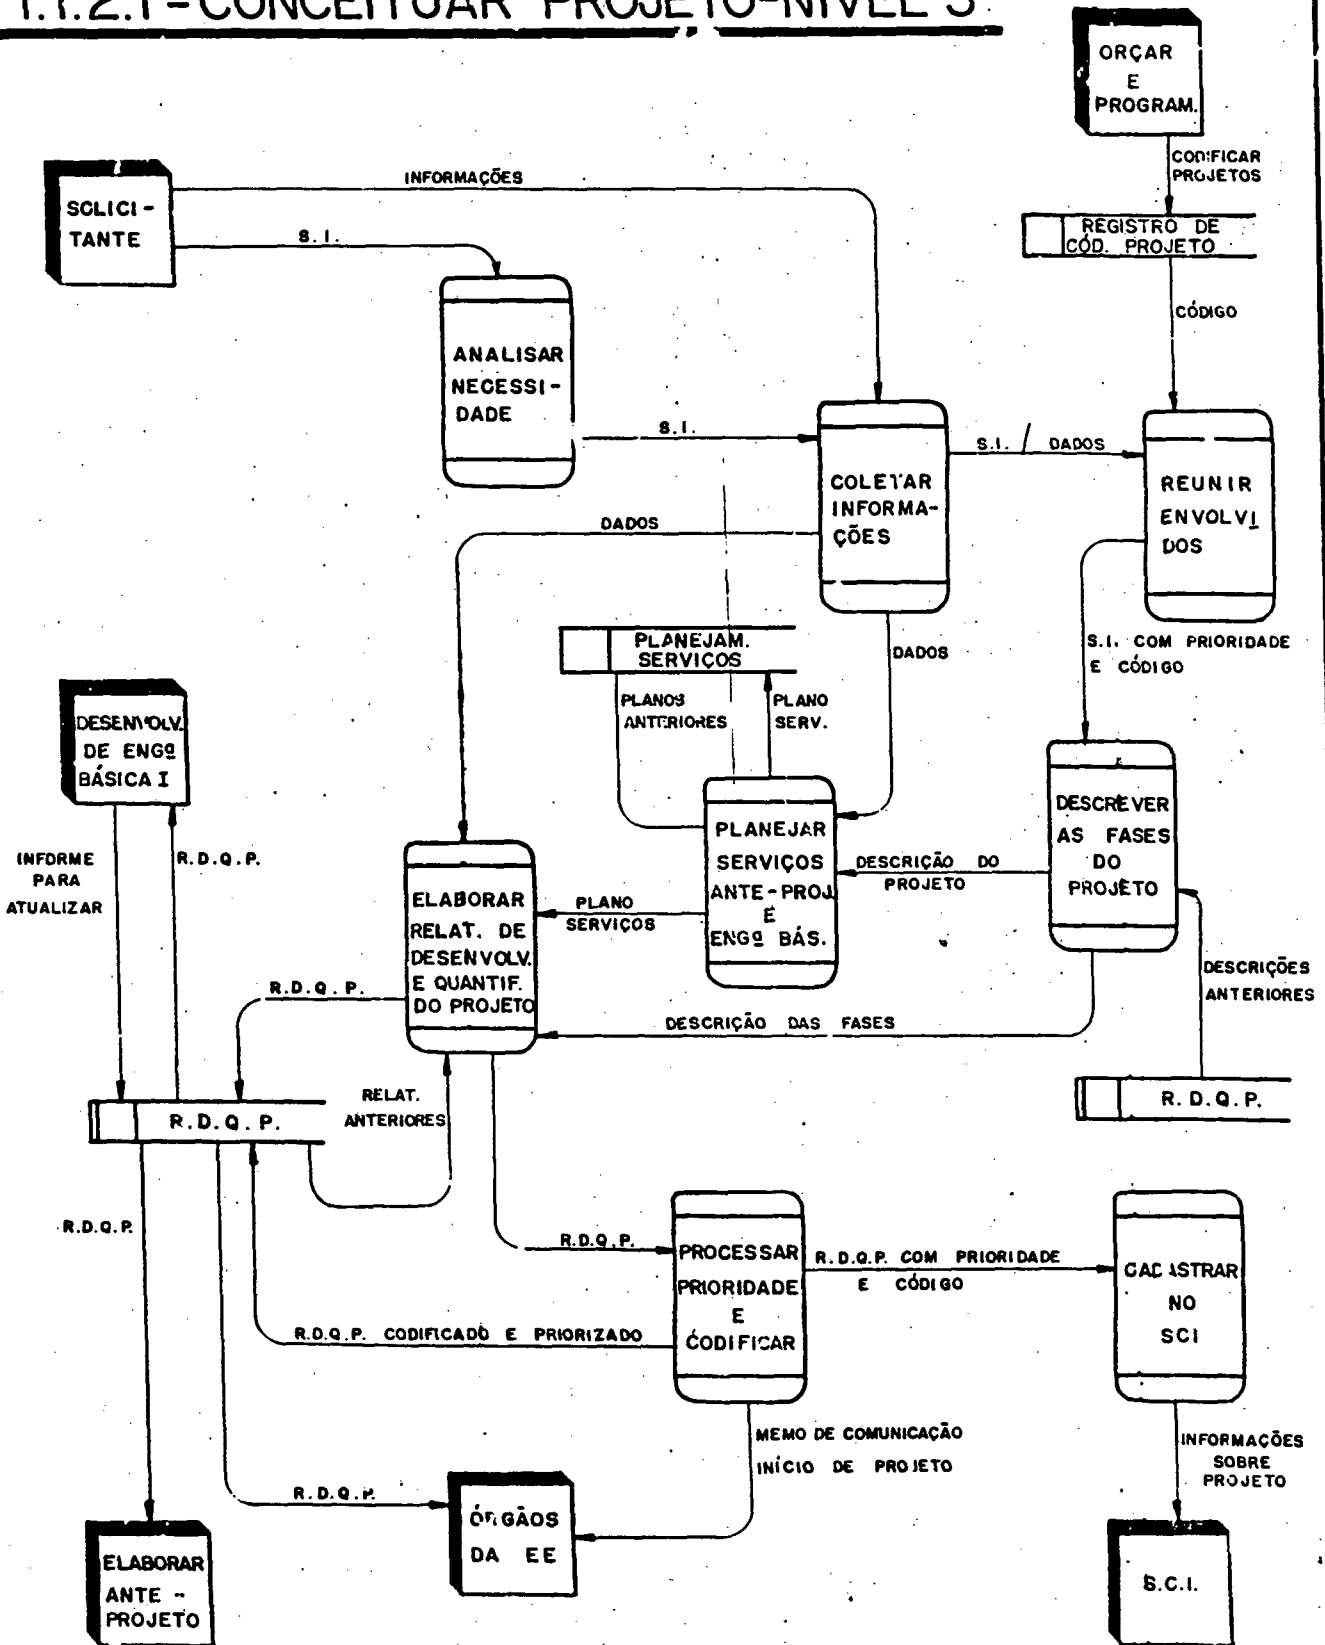 1.1.2.1 - CONCEITUAR PROJETO-NÍVEL 3
ORÇAR
E
PROGRAM.
CODIFICAR
PROJETOS
REGISTRO DE
CÓD. PROJETO
CÓDIGO
SOLICI-
TANTE
INFORMAÇÕES
S. I.
ANALISAR
NECESSI-
DADE
S.I.
COLETAR
INFORMA-
ÇÕES
S.I. / DADOS
REUNIR
ENVOLVI
DOS
DADOS
DADOS
S.I. COM PRIORIDADE
E CÓDIGO
PLANEJAM.
SERVIÇOS
PLANOS
ANTERIORES
PLANO
SERV.
DESENVOLV.
DE ENGª
BÁSICA I
INFORME
PARA
ATUALIZAR
R.D.Q.P.
PLANEJAR
SERVIÇOS
ANTE-PROJ.
E
ENGª BÁS.
DESCRIÇÃO DO
PROJETO
DESCREVER
AS FASES
DO
PROJETO
ELABORAR
RELAT. DE
DESENVOLV.
E QUANTIF.
DO PROJETO
PLANO
SERVIÇOS
R.D.Q.P.
DESCRIÇÃO DAS FASES
DESCRIÇÕES
ANTERIORES
R.D.Q.P.
RELAT.
ANTERIORES
R.D.Q.P.
R.D.Q.P.
R.D.Q.P.
PROCESSAR
PRIORIDADE
E
CODIFICAR
R.D.Q.P. COM PRIORIDADE
E CÓDIGO
CADASTRAR
NO
SCI
R.D.Q.P. CODIFICADO E PRIORIZADO
MEMO DE COMUNICAÇÃO
INÍCIO DE PROJETO
INFORMAÇÕES
SOBRE
PROJETO
R.D.Q.P.
ÓRGÃOS
DA EE
ELABORAR
ANTE -
PROJETO
S.C.I.